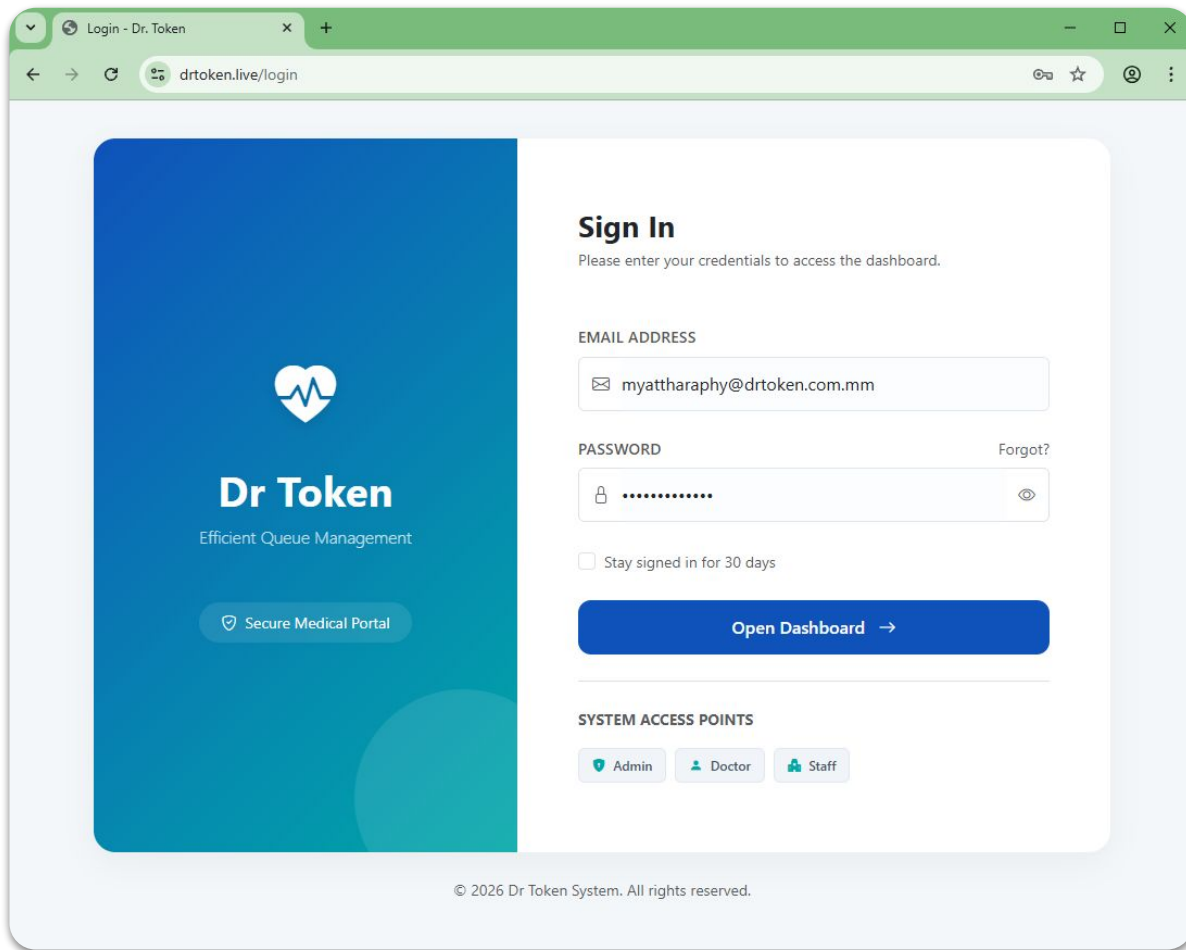 Login - Dr. Token
drtoken.live/login
Dr Token
Efficient Queue Management
Secure Medical Portal
Sign In
Please enter your credentials to access the dashboard.
EMAIL ADDRESS
myattharaphy@drtoken.com.mm
PASSWORD Forgot?
•••••••••••••
Stay signed in for 30 days
Open Dashboard →
SYSTEM ACCESS POINTS
Admin Doctor Staff
© 2026 Dr Token System. All rights reserved.